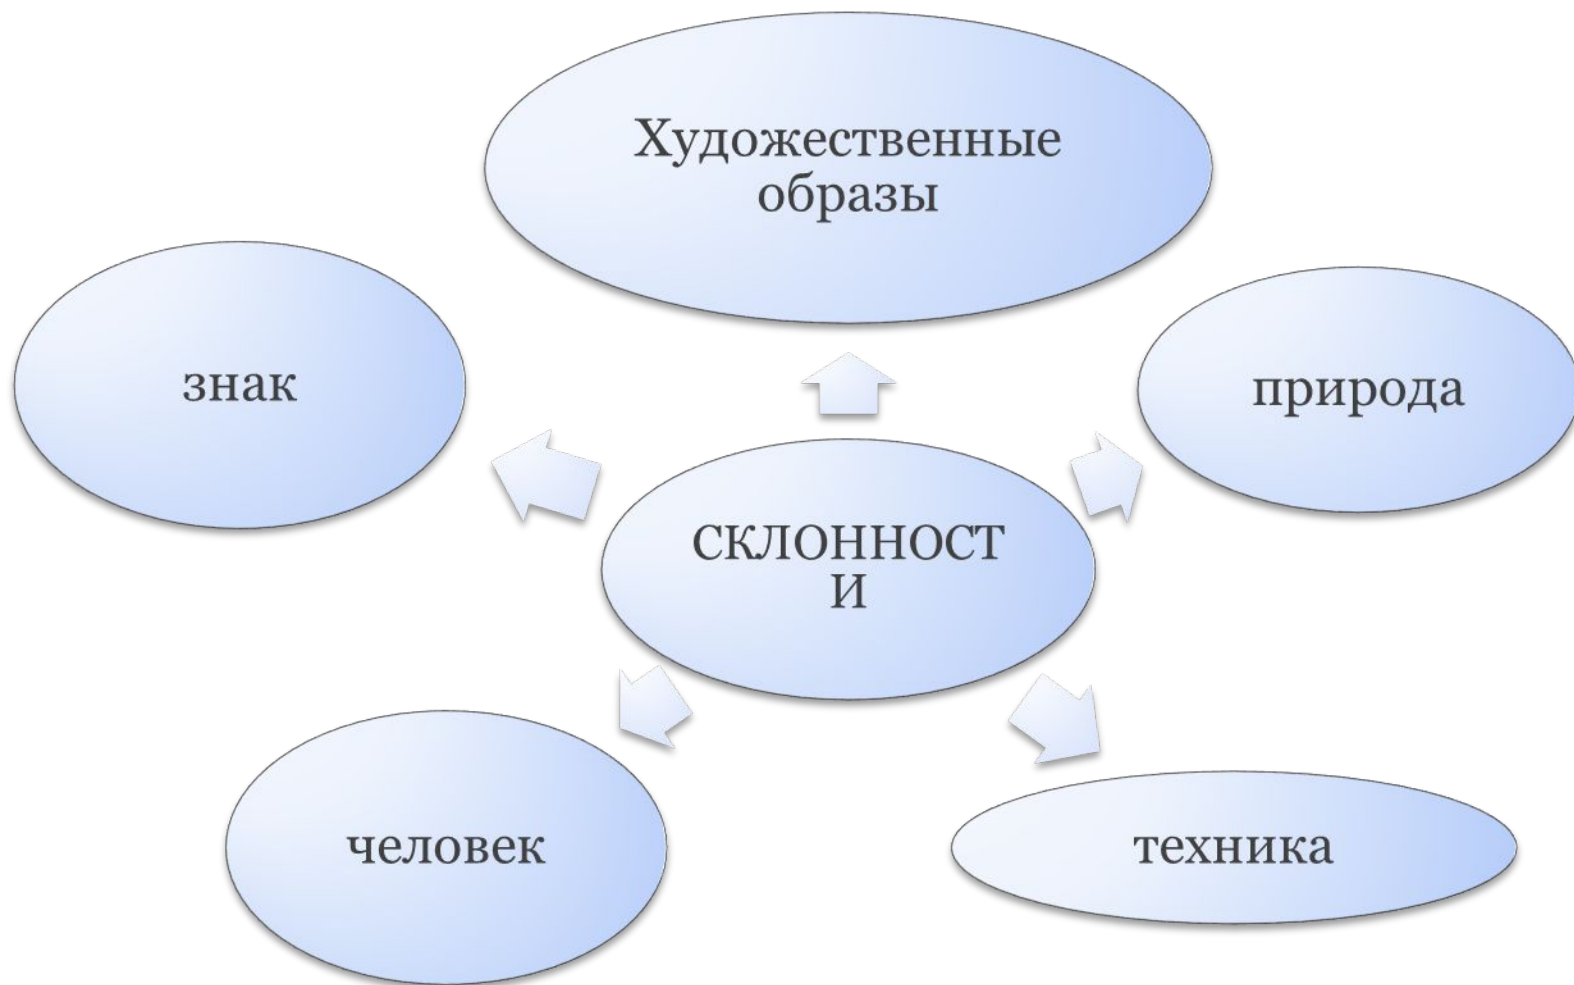 Художественные
образы
знак
природа
СКЛОННОСТ
И
человек
техника